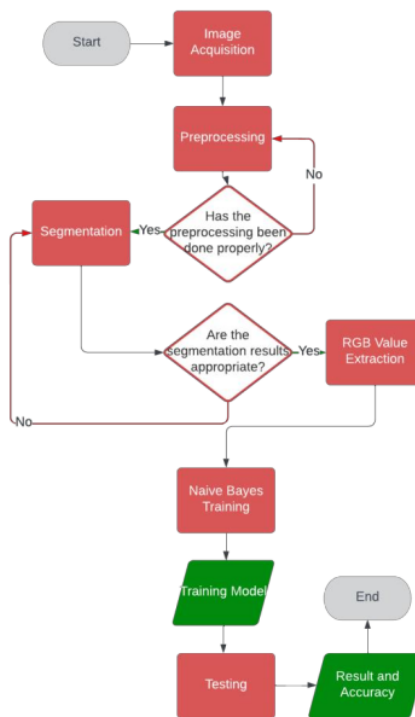 Start
Image
Acquisition
Preprocessing
No
Has the
preprocessing been
done properly?
Yes
Segmentation
Are the
segmentation results
appropriate?
Yes
RGB Value
Extraction
No
Naive Bayes
Training
Training Model
End
Testing
Result and
Accuracy